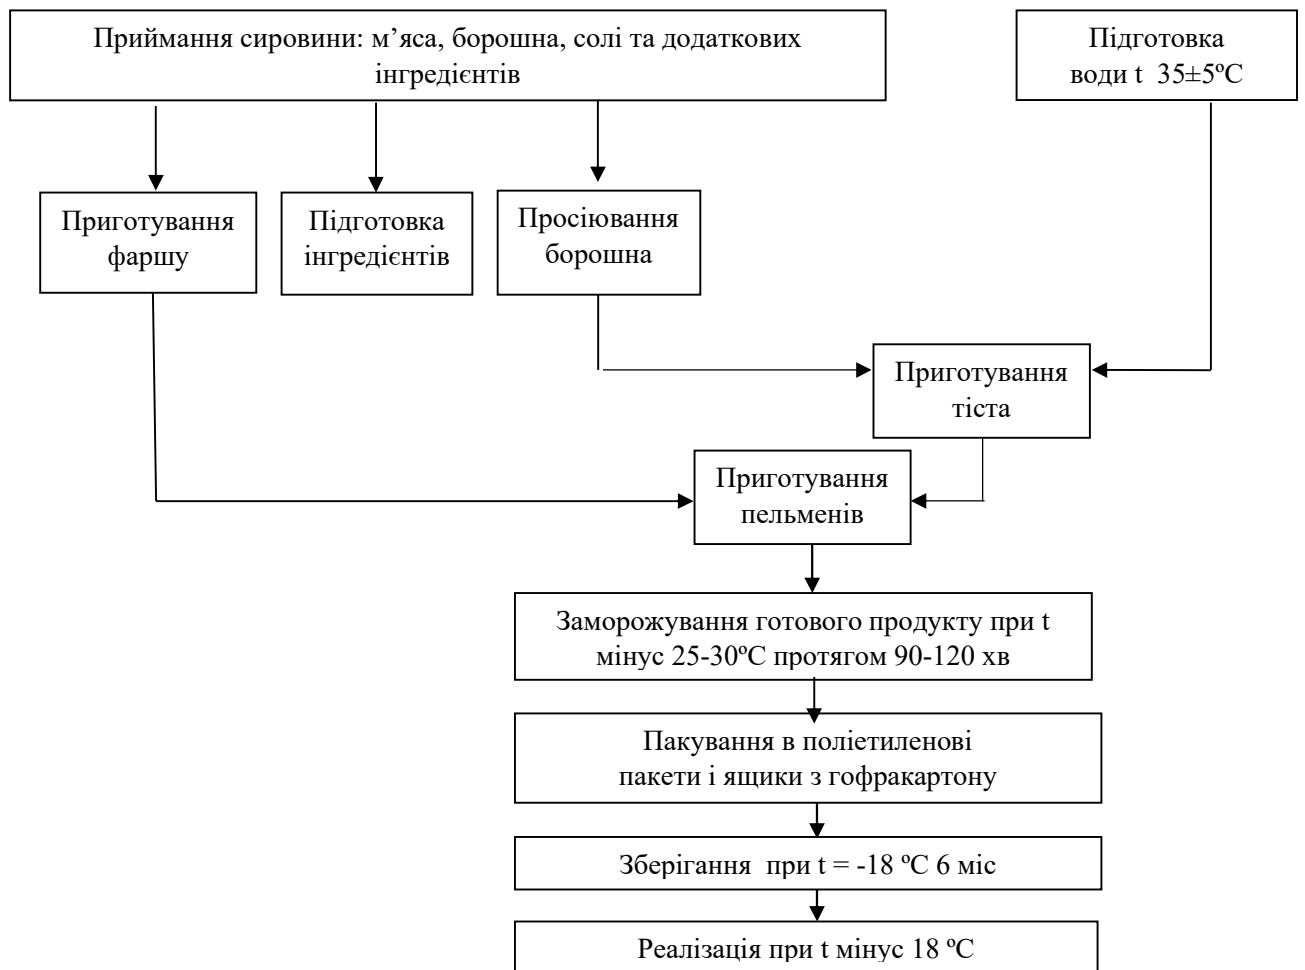 Приймання сировини: м’яса, борошна, солі та додаткових
інгредієнтів
Підготовка
води t 35±5ºС
Приготування
фаршу
Підготовка
інгредієнтів
Просіювання
борошна
Приготування
тіста
Приготування
пельменів
Заморожування готового продукту при t
мінус 25-30ºС протягом 90-120 хв
Пакування в поліетиленові
пакети і ящики з гофракартону
Зберігання при t = -18 ºС 6 міс
Реалізація при t мінус 18 ºС